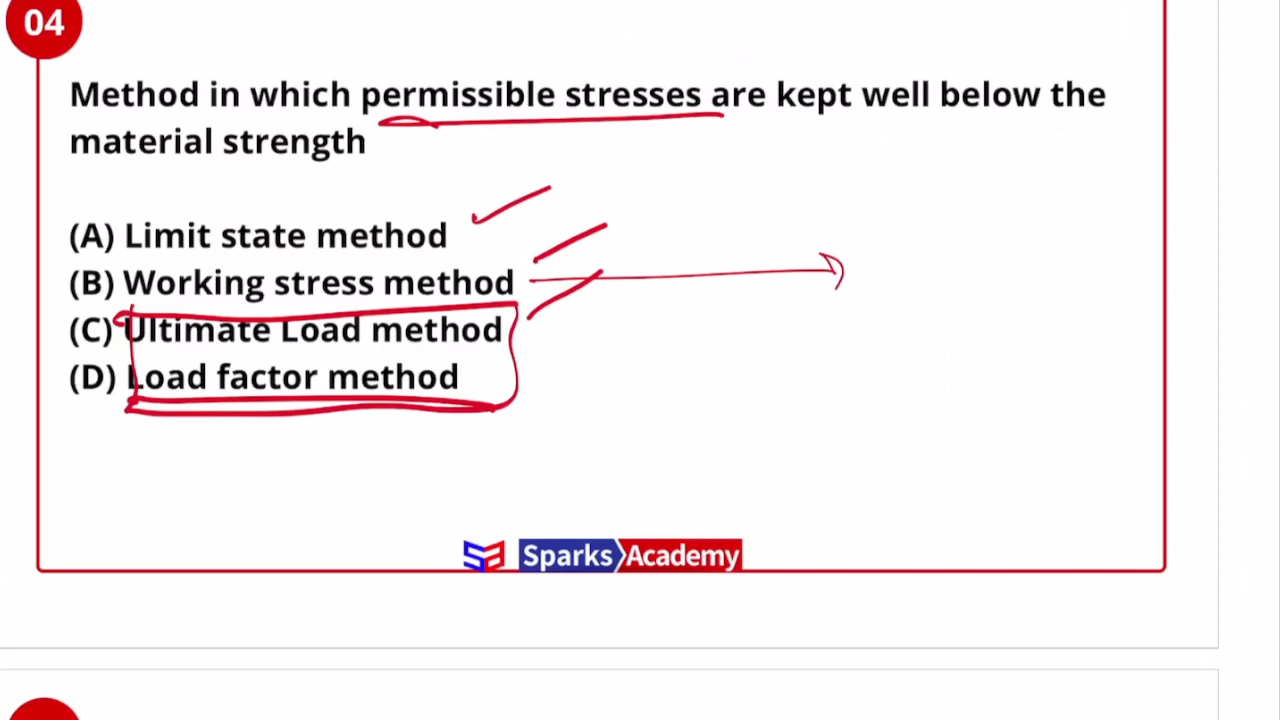 04
Method in which permissible stresses are kept well below the
material strength
(A) Limit state method
(B) Working stress method
(C) Ultimate Load method
(D) Load factor method
Sparks Academy